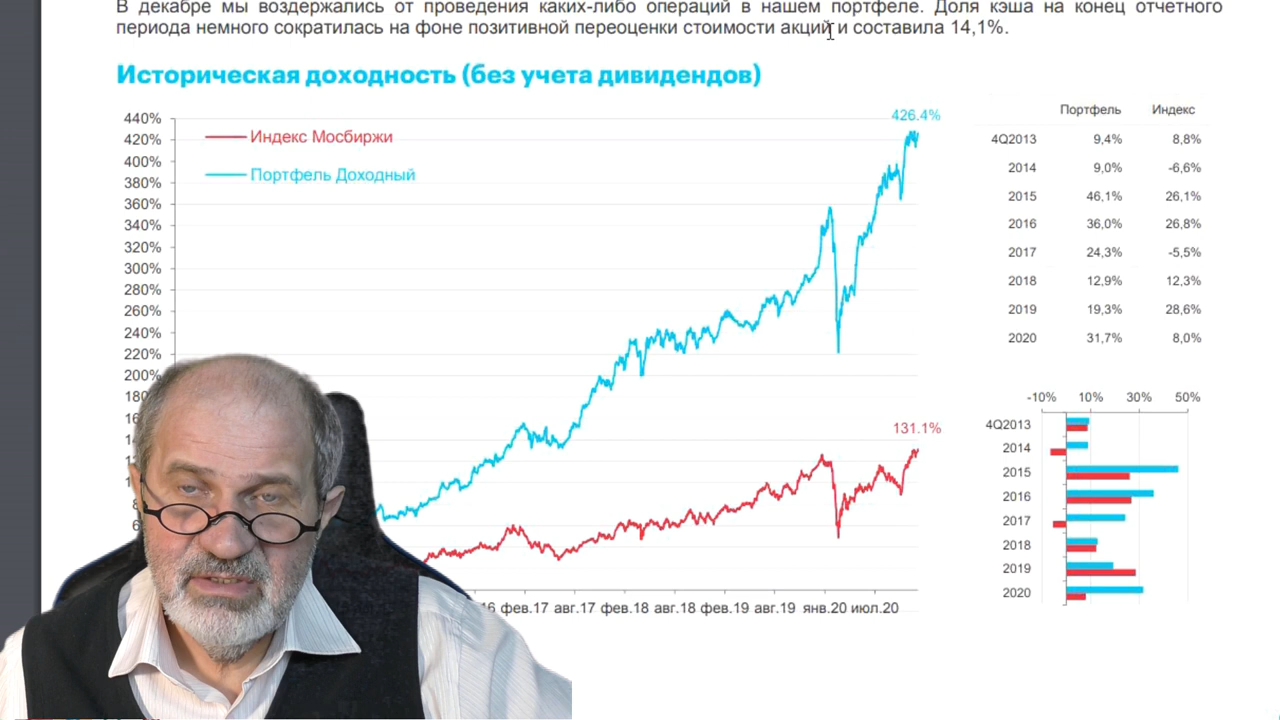 В декабре мы воздержались от проведения каких-либо операций в нашем портфеле. Доля кэша на конец отчетного
периода немного сократилась на фоне позитивной переоценки стоимости акций и составила 14,1%.
Историческая доходность (без учета дивидендов)
426.4%
Индекс Мосбиржи
Портфель Доходный
440%
420%
400%
380%
360%
340%
320%
300%
280%
260%
240%
220%
200%
131.1%
фев.17 авг.17 фев.18 авг.18 фев.19 авг.19 янв.20 июл.20
Портфель Индекс
4Q2013 9,4% 8,8%
2014 9,0% -6,6%
2015 46,1% 26,1%
2016 36,0% 26,8%
2017 24,3% -5,5%
2018 12,9% 12,3%
2019 19,3% 28,6%
2020 31,7% 8,0%
-10% 10% 30% 50%
4Q2013
2014
2015
2016
2017
2018
2019
2020